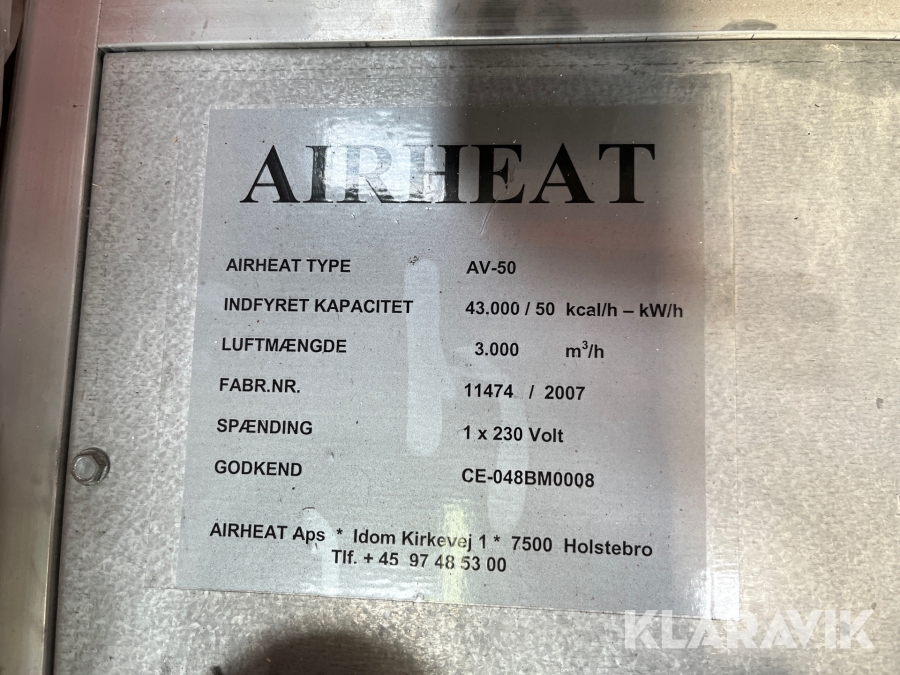 AIRHEAT
AIRHEAT TYPE AV-50
INDFYRET KAPACITET 43.000 / 50 kcal/h – kW/h
LUFTMÆNGDE 3.000 m³/h
FABR.NR. 11474 / 2007
SPÆNDING 1 x 230 Volt
GODKEND CE-048BM0008
AIRHEAT Aps * Idom Kirkevej 1 * 7500 Holstebro
Tlf. + 45 97 48 53 00
KLARAVIK